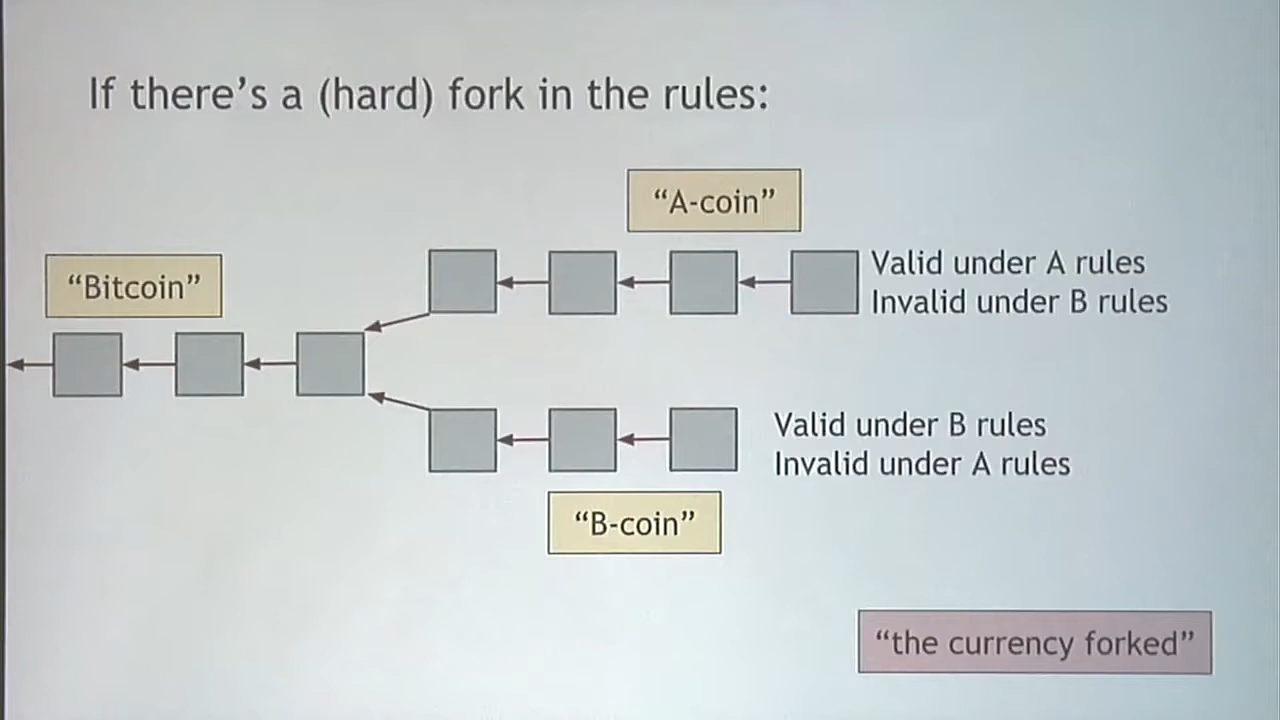 If there's a (hard) fork in the rules:
“A-coin”
“Bitcoin”
Valid under A rules
Invalid under B rules
Valid under B rules
Invalid under A rules
“B-coin”
“the currency forked”